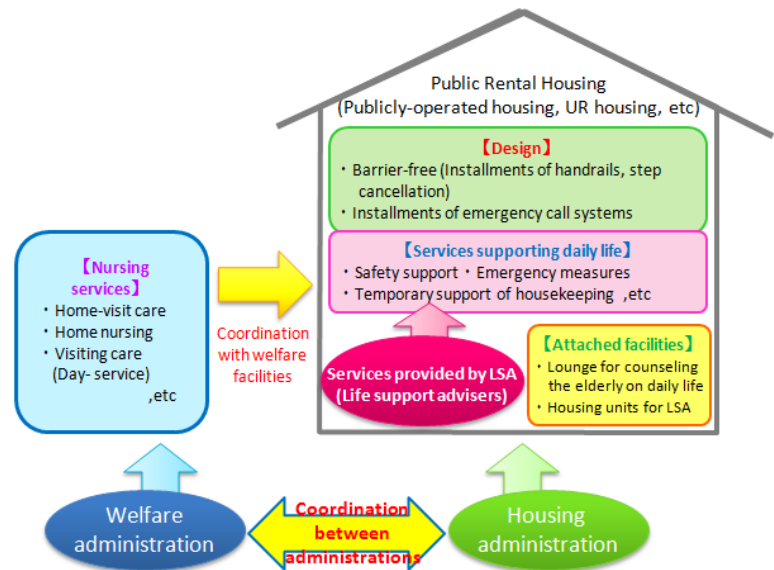 Public Rental Housing
(Publicly-operated housing, UR housing, etc)
【Design】
・Barrier-free (Installments of handrails, step
cancellation)
・Installments of emergency call systems
【Services supporting daily life】
・Safety support ・Emergency measures
・Temporary support of housekeeping ,etc
【Nursing
services】
・Home-visit care
・Home nursing
・Visiting care
(Day- service)
,etc
Coordination
with welfare
facilities
Services provided by LSA
(Life support advisers)
【Attached facilities】
・Lounge for counseling
the elderly on daily life
・Housing units for LSA
Welfare
administration
Coordination
between
administrations
Housing
administration